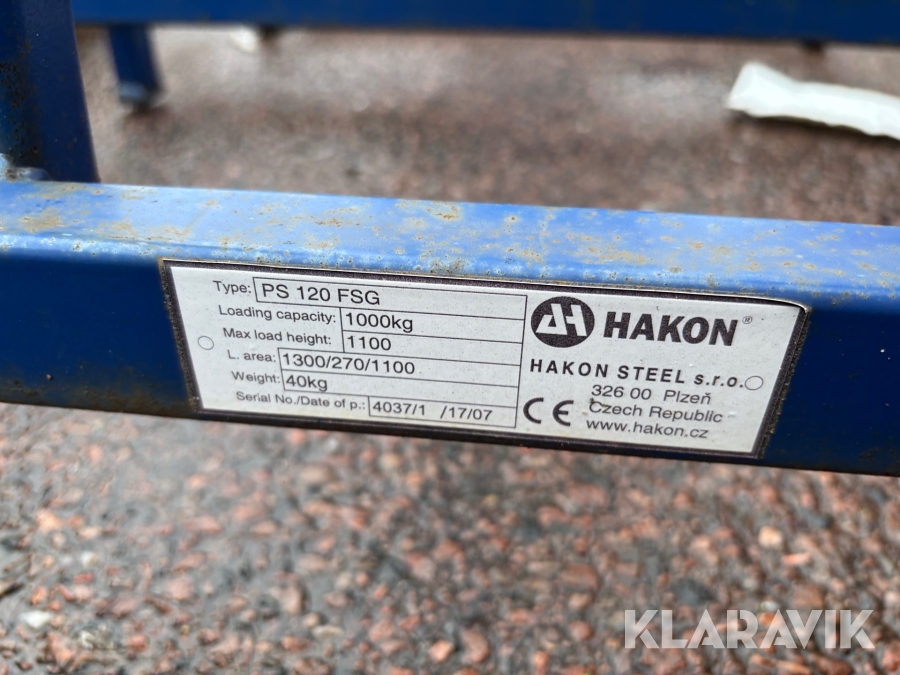 Type: PS 120 FSG
Loading capacity: 1000kg
Max load height: 1100
L. area: 1300/270/1100
Weight: 40kg
Serial No./Date of p.: 4037/1 /17/07
HAKON®
HAKON STEEL s.r.o.
326 00 Plzeň
Czech Republic
www.hakon.cz
CE
KLARAVIK